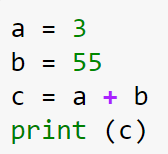 a = 3
b = 55
c = a + b
print (c)